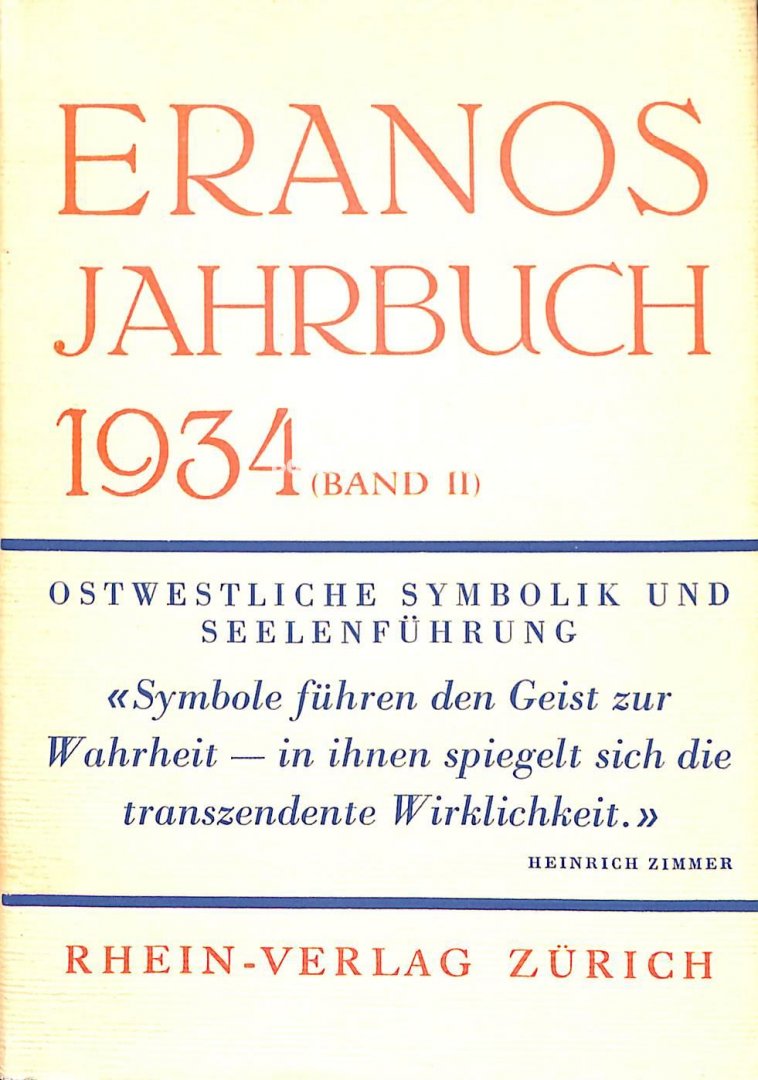 ERANOS
JAHRBUCH
1934 (BAND II)
OSTWESTLICHE SYMBOLIK UND
SEELENFÜHRUNG
«Symbole führen den Geist zur
Wahrheit — in ihnen spiegelt sich die
transzendente Wirklichkeit.»
HEINRICH ZIMMER
RHEIN-VERLAG ZÜRICH